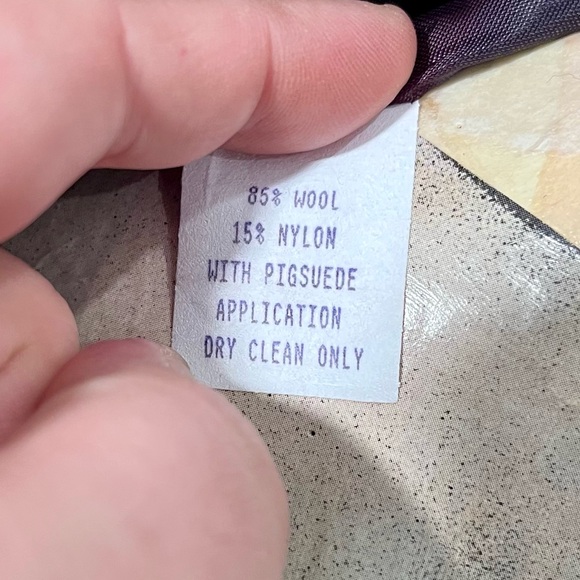 85% WOOL
15% NYLON
WITH PIGSUEDE
APPLICATION
DRY CLEAN ONLY